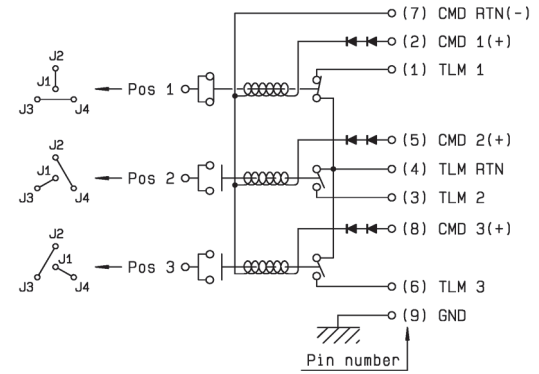 (7) CMD RTN(-)
(2) CMD 1(+)
(1) TLM 1
J2
J1
J3
J4
Pos 1
(5) CMD 2(+)
(4) TLM RTN
(3) TLM 2
J2
J1
J3
J4
Pos 2
(8) CMD 3(+)
J2
J1
J3
J4
Pos 3
(6) TLM 3
(9) GND
Pin number